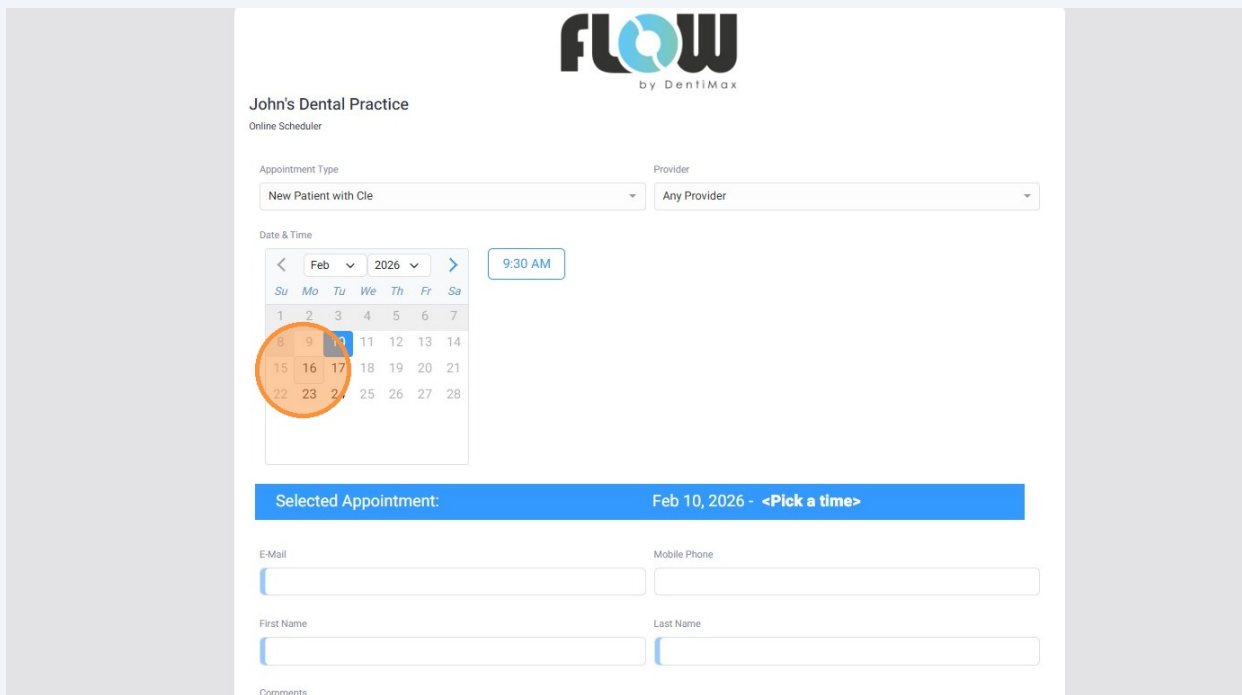 FLOW
by DentiMax
John's Dental Practice
Online Scheduler
Appointment Type
Provider
New Patient with Cle
Any Provider
Date & Time
Feb 2026
9:30 AM
Su Mo Tu We Th Fr Sa
1 2 3 4 5 6 7
8 9 10 11 12 13 14
15 16 17 18 19 20 21
22 23 24 25 26 27 28
Selected Appointment: Feb 10, 2026 - <Pick a time>
E-Mail
Mobile Phone
First Name
Last Name
Comments